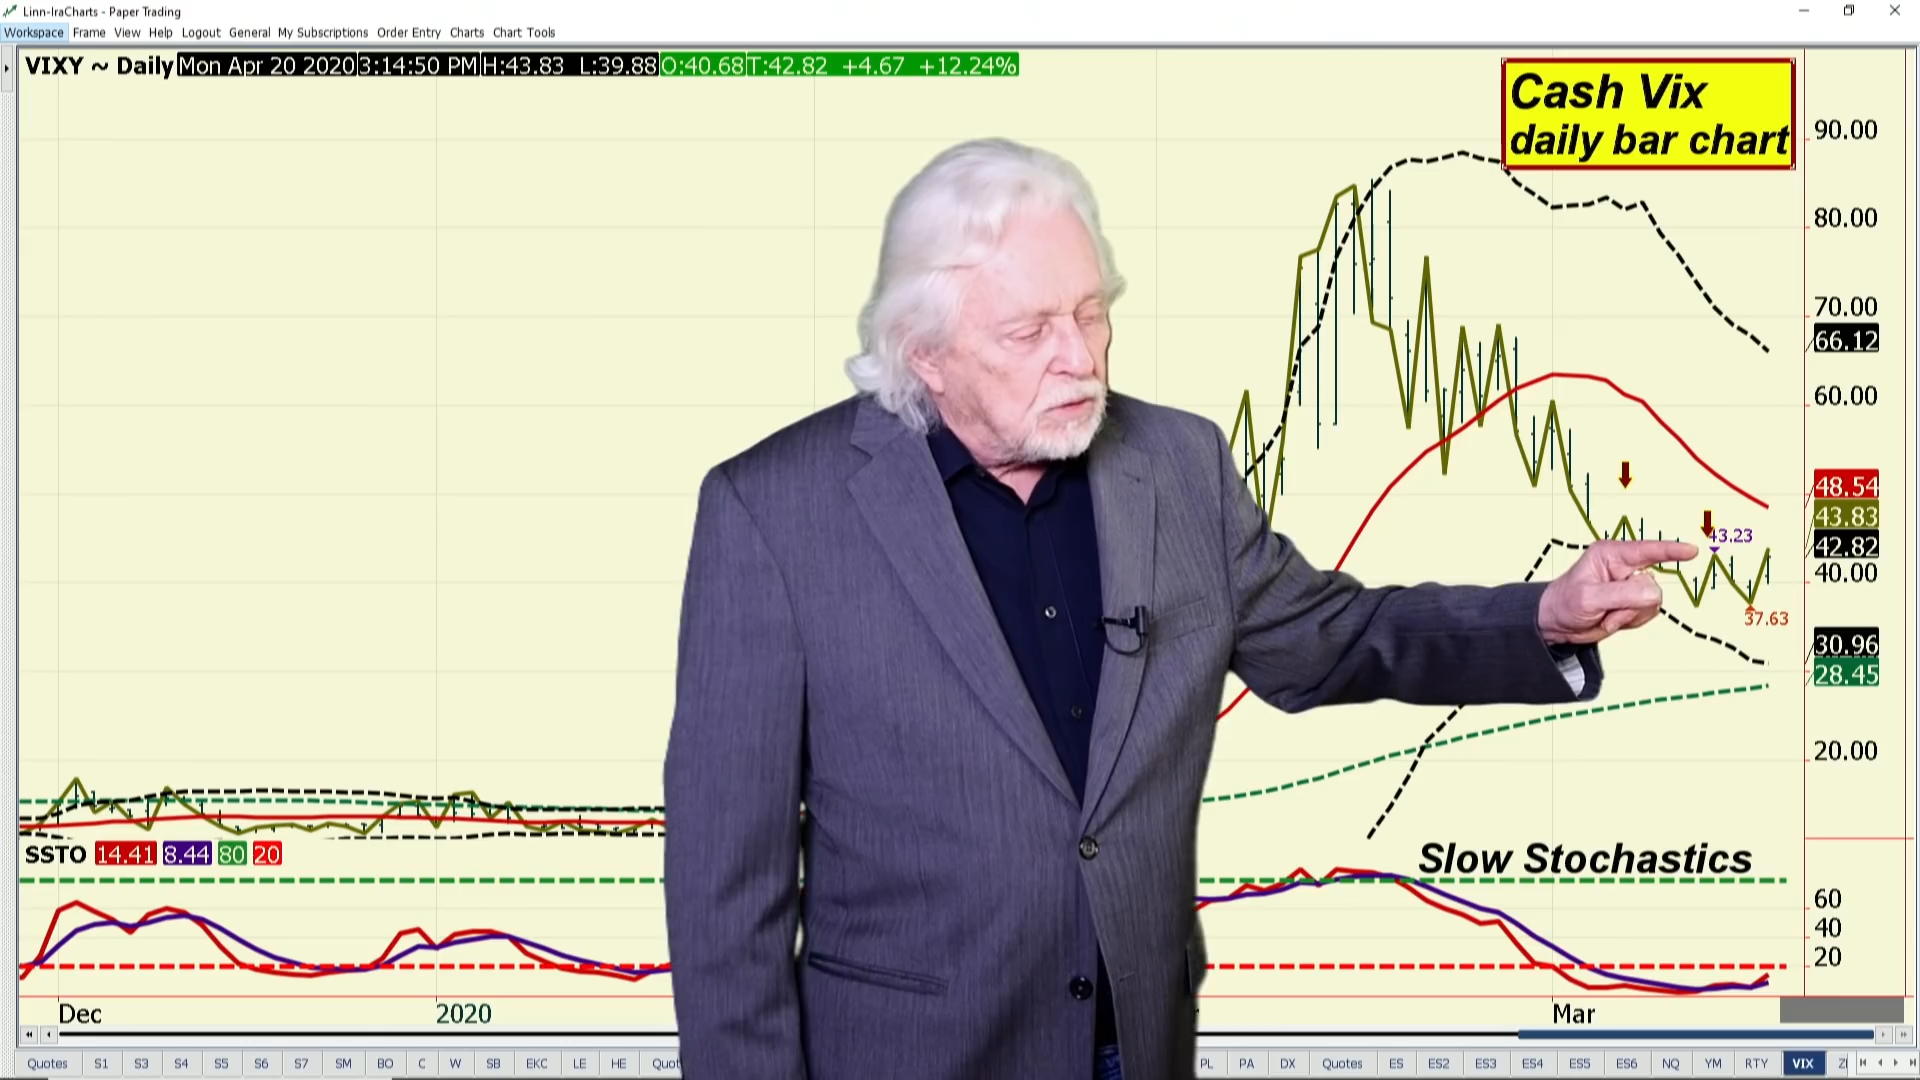 Linn-IraCharts - Paper Trading
Workspace Frame View Help Logout General My Subscriptions Order Entry Charts Chart Tools
VIXY ~ Daily Mon Apr 20 2020 3:14:50 PM H:43.83 L:39.88 O:40.68 T:42.82 +4.67 +12.24%
Cash Vix
daily bar chart
90.00
80.00
70.00
66.12
60.00
48.54
43.83
43.23
42.82
40.00
37.63
30.96
28.45
20.00
SSTO 14.41 8.44 80 20
Slow Stochastics
60
40
20
Dec 2020 Mar
Quotes S1 S3 S4 S5 S6 S7 SM BO C W SB EKC LE HE PL PA DX Quotes ES ES2 ES3 ES4 ES5 ES6 NQ YM RTY VIX